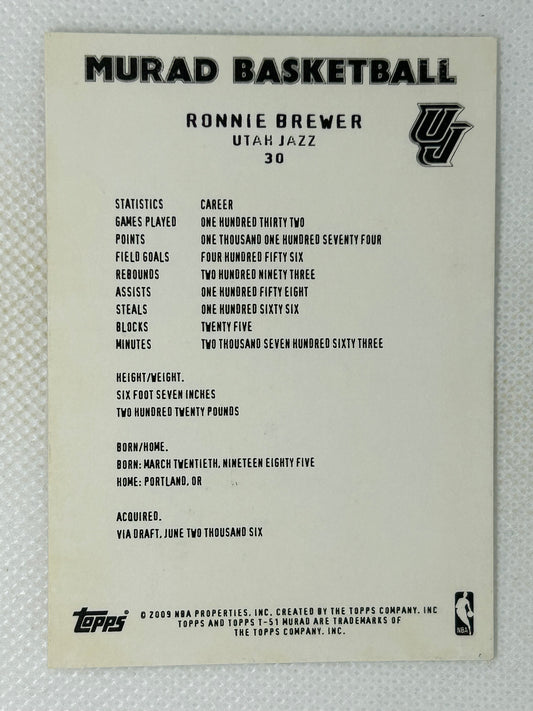 MURAD BASKETBALL
RONNIE BREWER
UTAH JAZZ
30
UJ
STATISTICS CAREER
GAMES PLAYED ONE HUNDRED THIRTY TWO
POINTS ONE THOUSAND ONE HUNDRED SEVENTY FOUR
FIELD GOALS FOUR HUNDRED FIFTY SIX
REBOUNDS TWO HUNDRED NINETY THREE
ASSISTS ONE HUNDRED FIFTY EIGHT
STEALS ONE HUNDRED SIXTY SIX
BLOCKS TWENTY FIVE
MINUTES TWO THOUSAND SEVEN HUNDRED SIXTY THREE
HEIGHT/WEIGHT.
SIX FOOT SEVEN INCHES
TWO HUNDRED TWENTY POUNDS
BORN/HOME.
BORN: MARCH TWENTIETH, NINETEEN EIGHTY FIVE
HOME: PORTLAND, OR
ACQUIRED.
VIA DRAFT, JUNE TWO THOUSAND SIX
topps
© 2009 NBA PROPERTIES, INC. CREATED BY THE TOPPS COMPANY, INC
TOPPS AND TOPPS T-51 MURAD ARE TRADEMARKS OF
THE TOPPS COMPANY, INC.
NBA